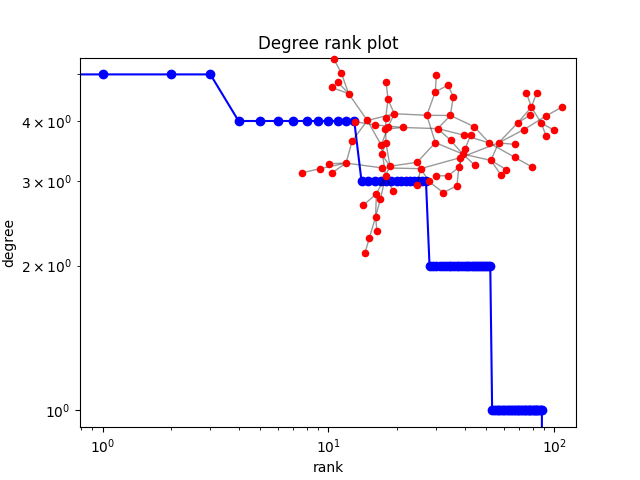 Degree rank plot
degree
4 × 10⁰
3 × 10⁰
2 × 10⁰
10⁰
10⁰ 10¹ 10²
rank